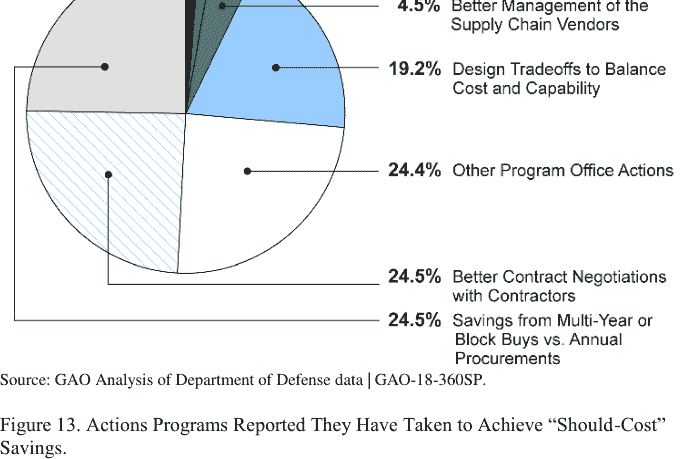 4.5% Better Management of the
Supply Chain Vendors
19.2% Design Tradeoffs to Balance
Cost and Capability
24.4% Other Program Office Actions
24.5% Better Contract Negotiations
with Contractors
24.5% Savings from Multi-Year or
Block Buys vs. Annual
Procurements
Source: GAO Analysis of Department of Defense data | GAO-18-360SP.
Figure 13. Actions Programs Reported They Have Taken to Achieve “Should-Cost”
Savings.